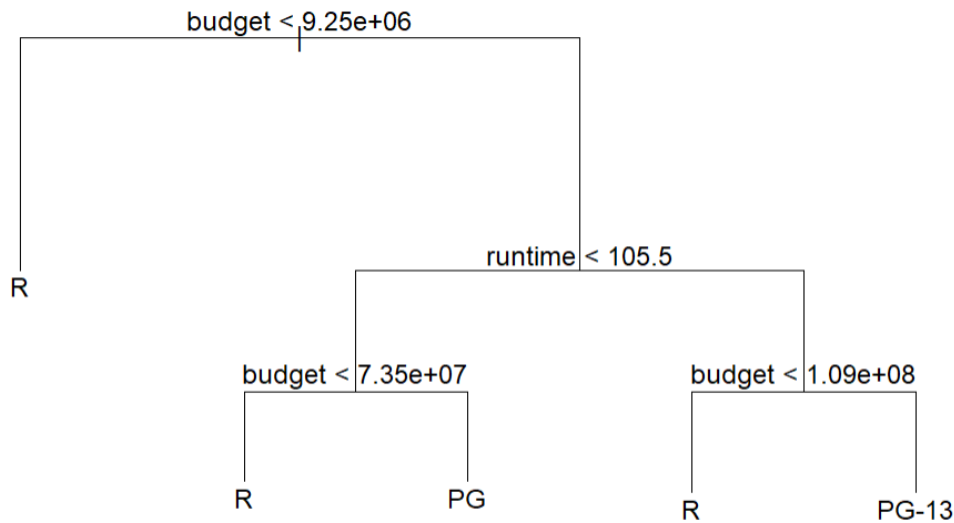 budget < 9.25e+06
runtime < 105.5
R
budget < 7.35e+07
budget < 1.09e+08
R
PG
R
PG-13